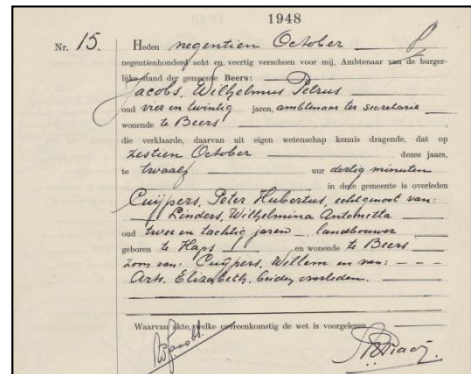 1948
Nr. 15. Heden negentien October
negentienhonderd acht en veertig verscheen voor mij, Ambtenaar van de burger-
lijke stand der gemeente Beers:
Jacobs, Wilhelmus Petrus
oud vier en twintig jaren, ambtenaar ter secretarie
wonende te Beers
die verklaarde, daarvan uit eigen wetenschap kennis dragende, dat op
zestien October dezes jaars,
te twaalf uur dertig minuten
in deze gemeente is overleden
Cuijpers, Peter Hubertus, echtgenoot van:
Linders, Wilhelmina Antonetta
oud twee en tachtig jaren landbouwer
geboren te Haps en wonende te Beers
zoon van: Cuijpers, Willem en van: - - -
Arts, Elizabeth, beiden overleden.
Waarvan akte, welke overeenkomstig de wet is voorgelezen
WJacobs.